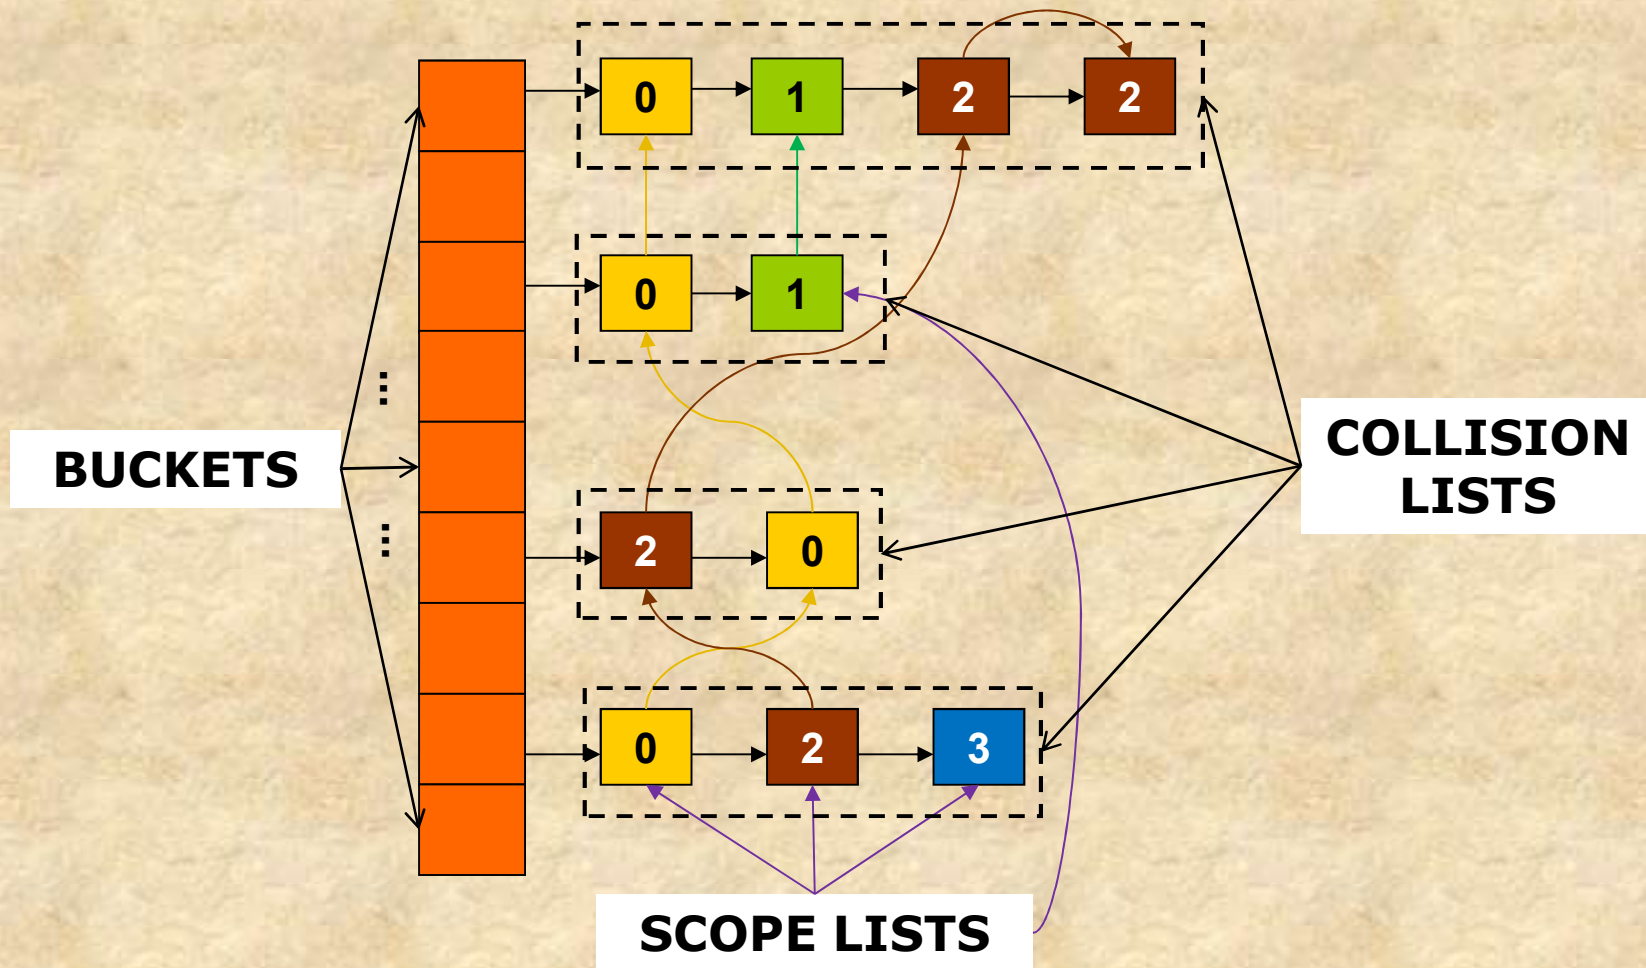 0 1 2 2
0 1
...
BUCKETS
COLLISION
LISTS
...
2 0
0 2 3
SCOPE LISTS